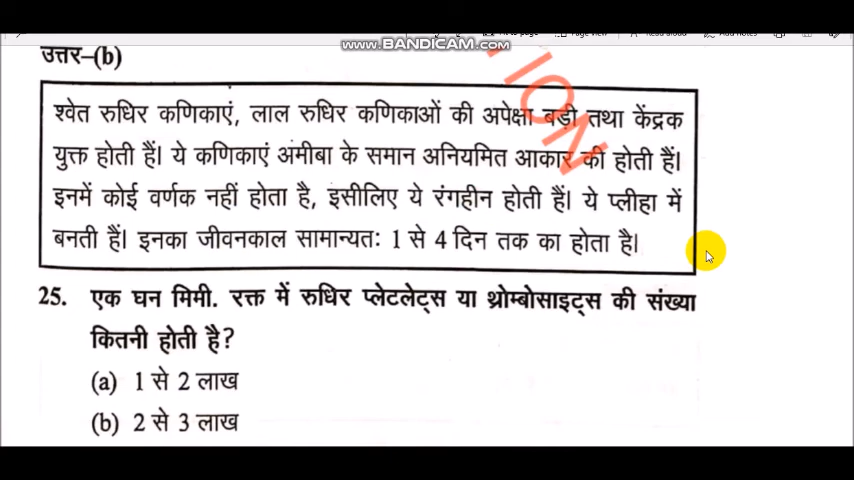 www.BANDICAM.com
Read aloud
उत्तर–(b)
श्वेत रुधिर कणिकाएं, लाल रुधिर कणिकाओं की अपेक्षा बड़ी तथा केंद्रक
युक्त होती हैं। ये कणिकाएं अमीबा के समान अनियमित आकार की होती हैं।
इनमें कोई वर्णक नहीं होता है, इसीलिए ये रंगहीन होती हैं। ये प्लीहा में
बनती हैं। इनका जीवनकाल सामान्यतः 1 से 4 दिन तक का होता है।
25. एक घन मिमी. रक्त में रुधिर प्लेटलेट्स या थ्रोम्बोसाइट्स की संख्या
कितनी होती है?
(a) 1 से 2 लाख
(b) 2 से 3 लाख